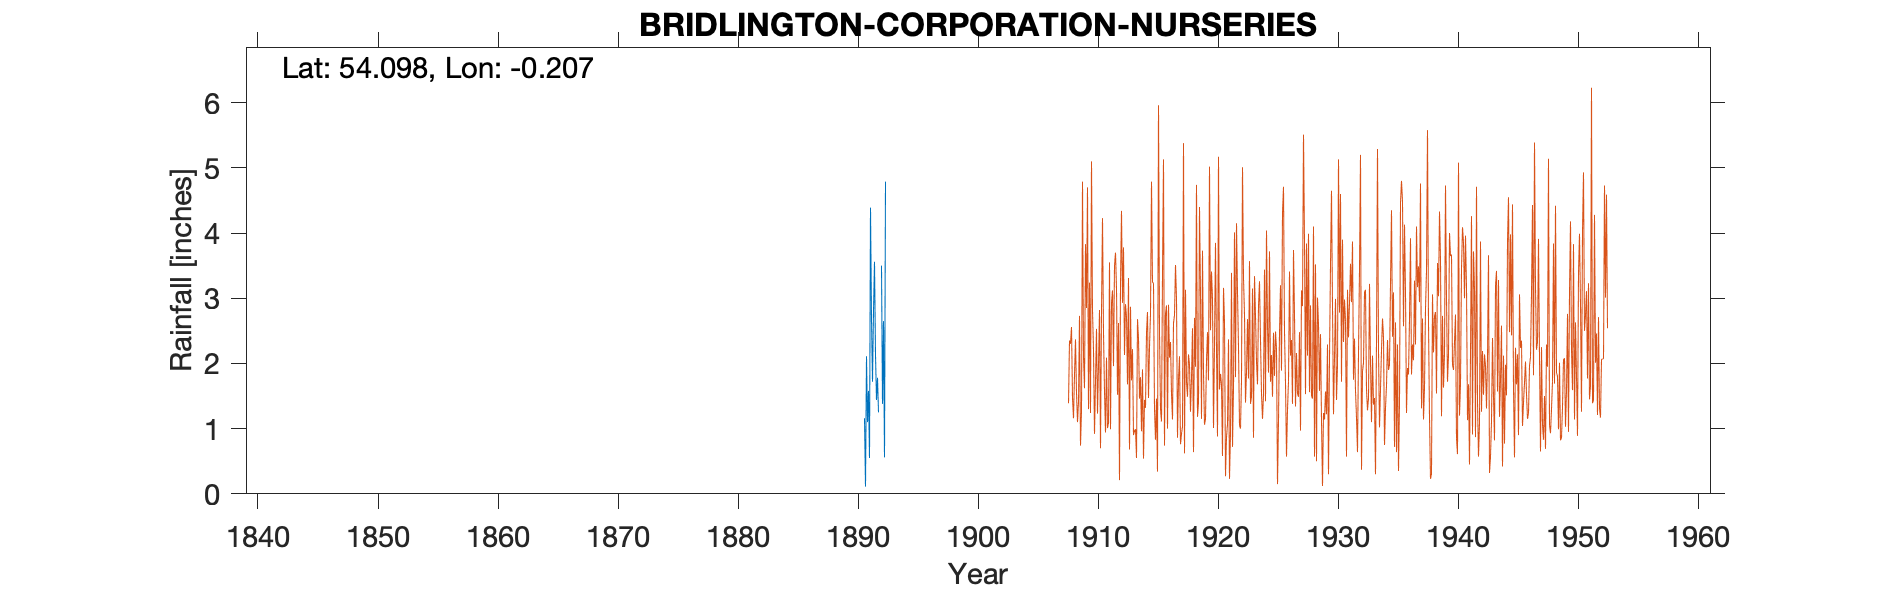 BRIDLINGTON-CORPORATION-NURSERIES
Lat: 54.098, Lon: -0.207
6
5
4
3
2
1
0
Rainfall [inches]
1840 1850 1860 1870 1880 1890 1900 1910 1920 1930 1940 1950 1960
Year